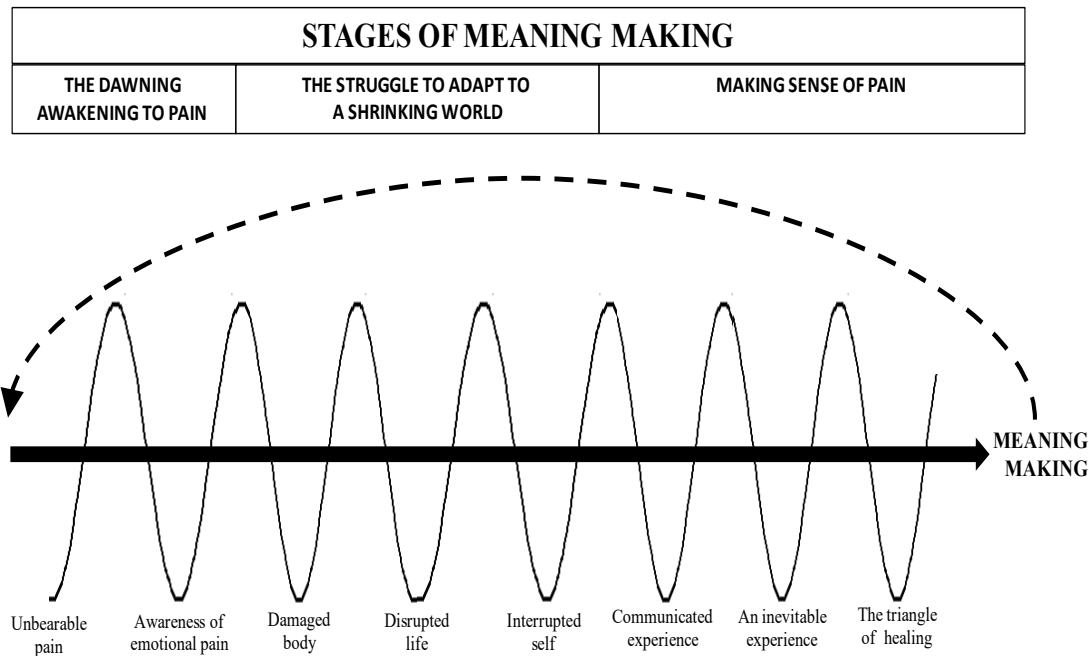 STAGES OF MEANING MAKING
THE DAWNING
AWAKENING TO PAIN
THE STRUGGLE TO ADAPT TO
A SHRINKING WORLD
MAKING SENSE OF PAIN
MEANING
MAKING
Unbearable
pain
Awareness of
emotional pain
Damaged
body
Disrupted
life
Interrupted
self
Communicated
experience
An inevitable
experience
The triangle
of healing